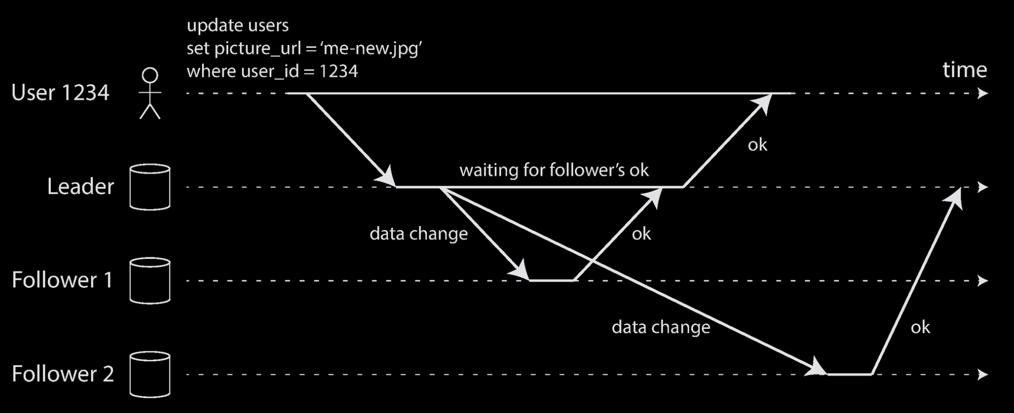 update users
set picture_url = ‘me-new.jpg’
where user_id = 1234
time
User 1234
waiting for follower’s ok
ok
Leader
data change
ok
Follower 1
data change
ok
Follower 2